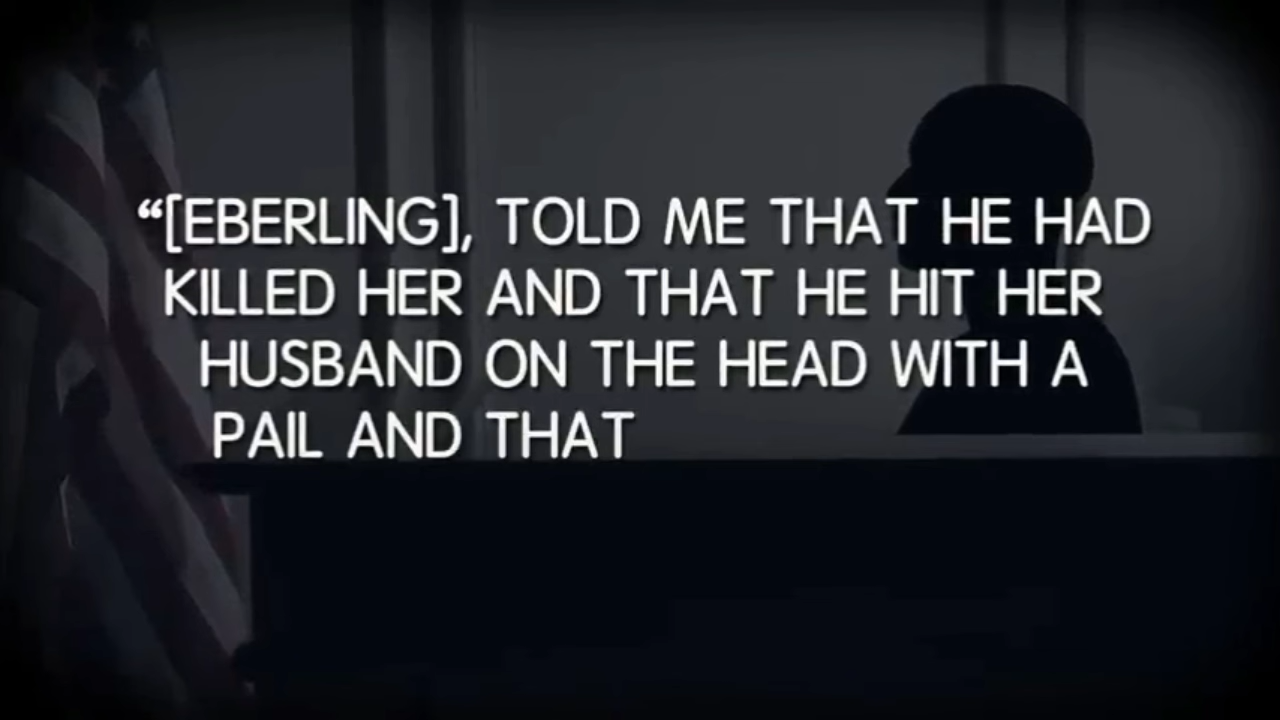 “[EBERLING], TOLD ME THAT HE HAD
KILLED HER AND THAT HE HIT HER
HUSBAND ON THE HEAD WITH A
PAIL AND THAT